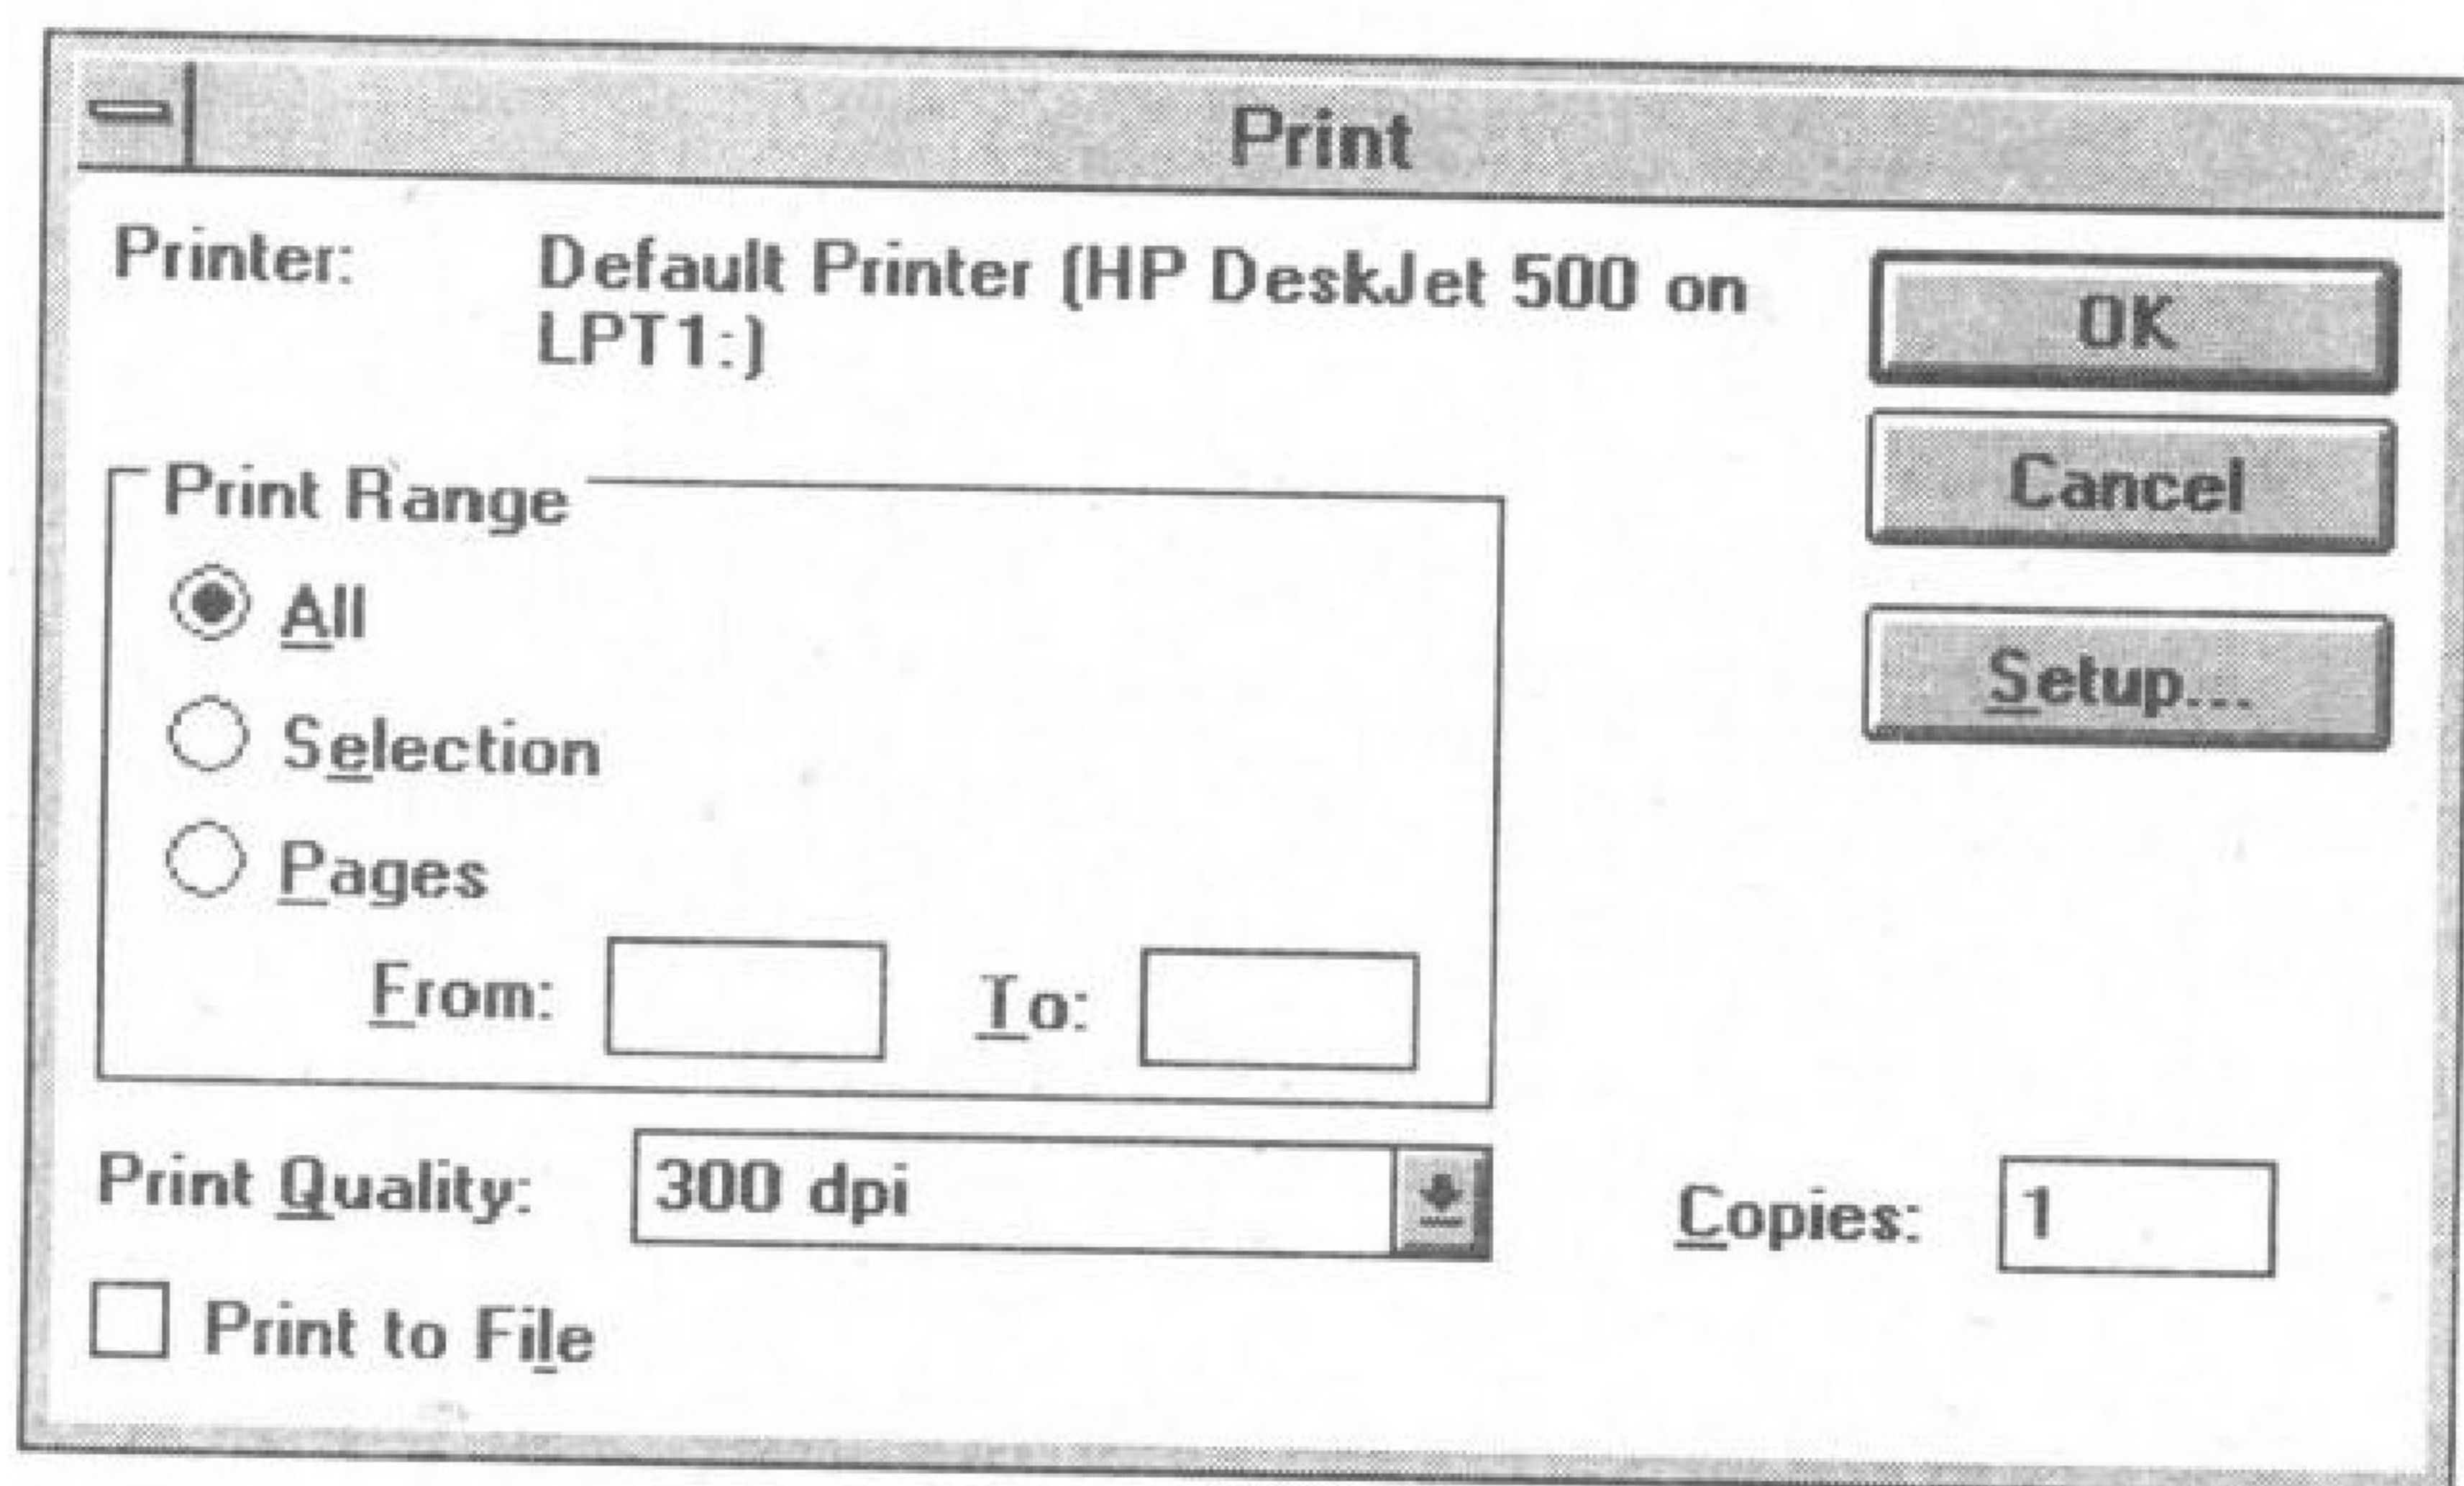 Print
Printer: Default Printer (HP DeskJet 500 on
LPT1:)
OK
Cancel
Setup...
Print Range
All
Selection
Pages
From: To:
Print Quality: 300 dpi
Copies: 1
Print to File